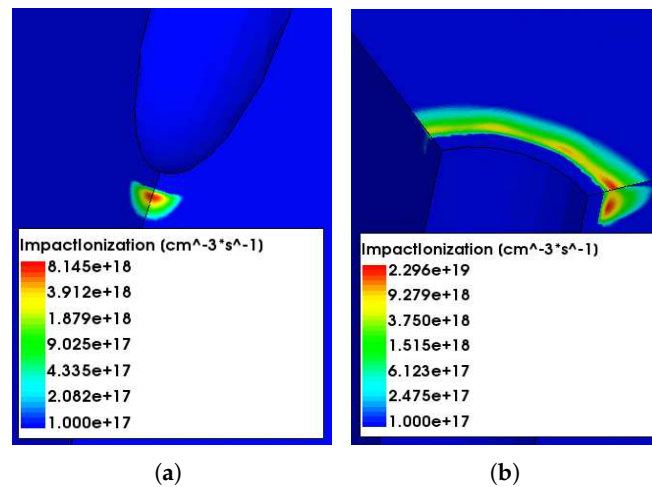 ImpactIonization (cm^-3*s^-1)
8.145e+18
3.912e+18
1.879e+18
9.025e+17
4.335e+17
2.082e+17
1.000e+17
(a)
ImpactIonization (cm^-3*s^-1)
2.296e+19
9.279e+18
3.750e+18
1.515e+18
6.123e+17
2.475e+17
1.000e+17
(b)